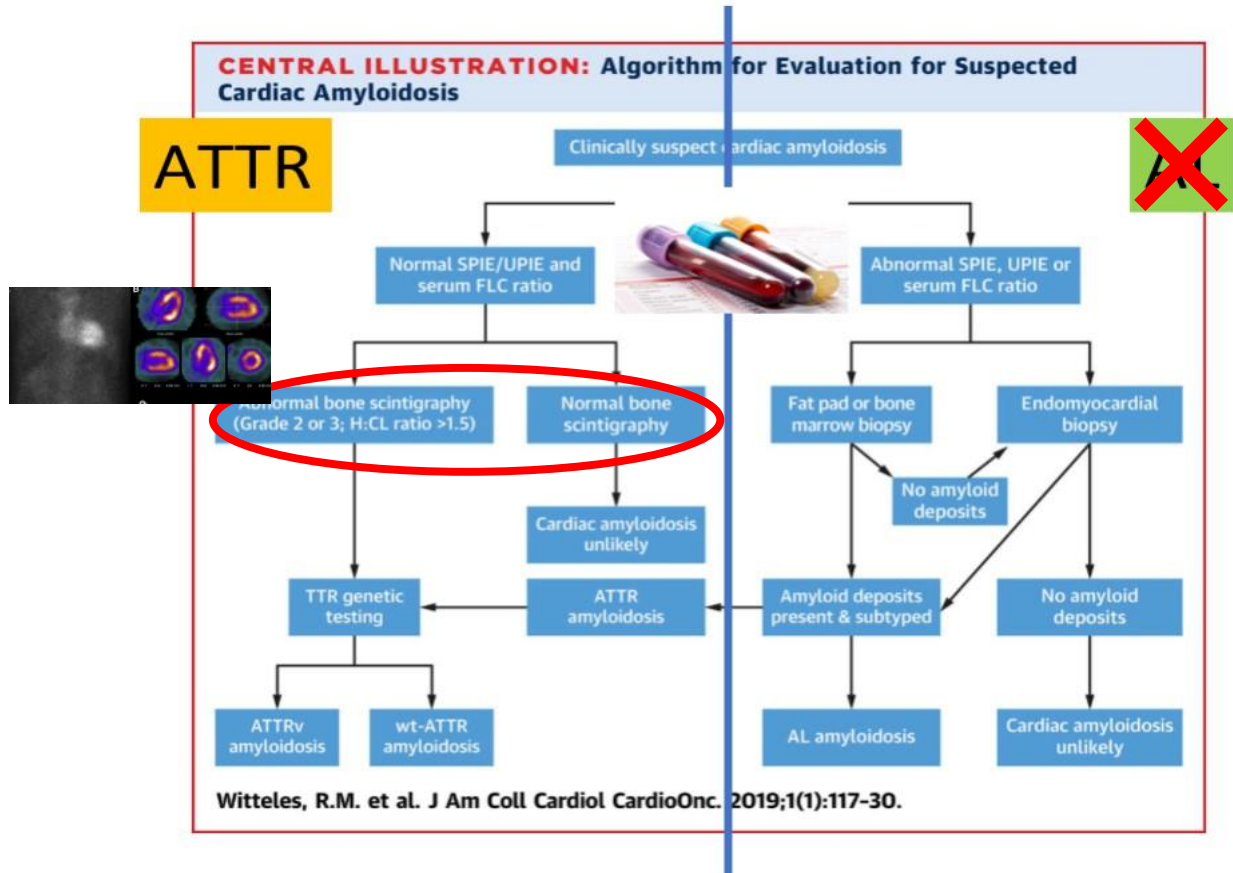 CENTRAL ILLUSTRATION: Algorithm for Evaluation for Suspected
Cardiac Amyloidosis
ATTR
AL
Clinically suspect cardiac amyloidosis
Normal SPIE/UPIE and
serum FLC ratio
Abnormal SPIE, UPIE or
serum FLC ratio
Abnormal bone scintigraphy
(Grade 2 or 3; H:CL ratio >1.5)
Normal bone
scintigraphy
Fat pad or bone
marrow biopsy
Endomyocardial
biopsy
No amyloid
deposits
Cardiac amyloidosis
unlikely
TTR genetic
testing
ATTR
amyloidosis
Amyloid deposits
present & subtyped
No amyloid
deposits
ATTRv
amyloidosis
wt-ATTR
amyloidosis
AL amyloidosis
Cardiac amyloidosis
unlikely
Witteles, R.M. et al. J Am Coll Cardiol CardioOnc. 2019;1(1):117-30.